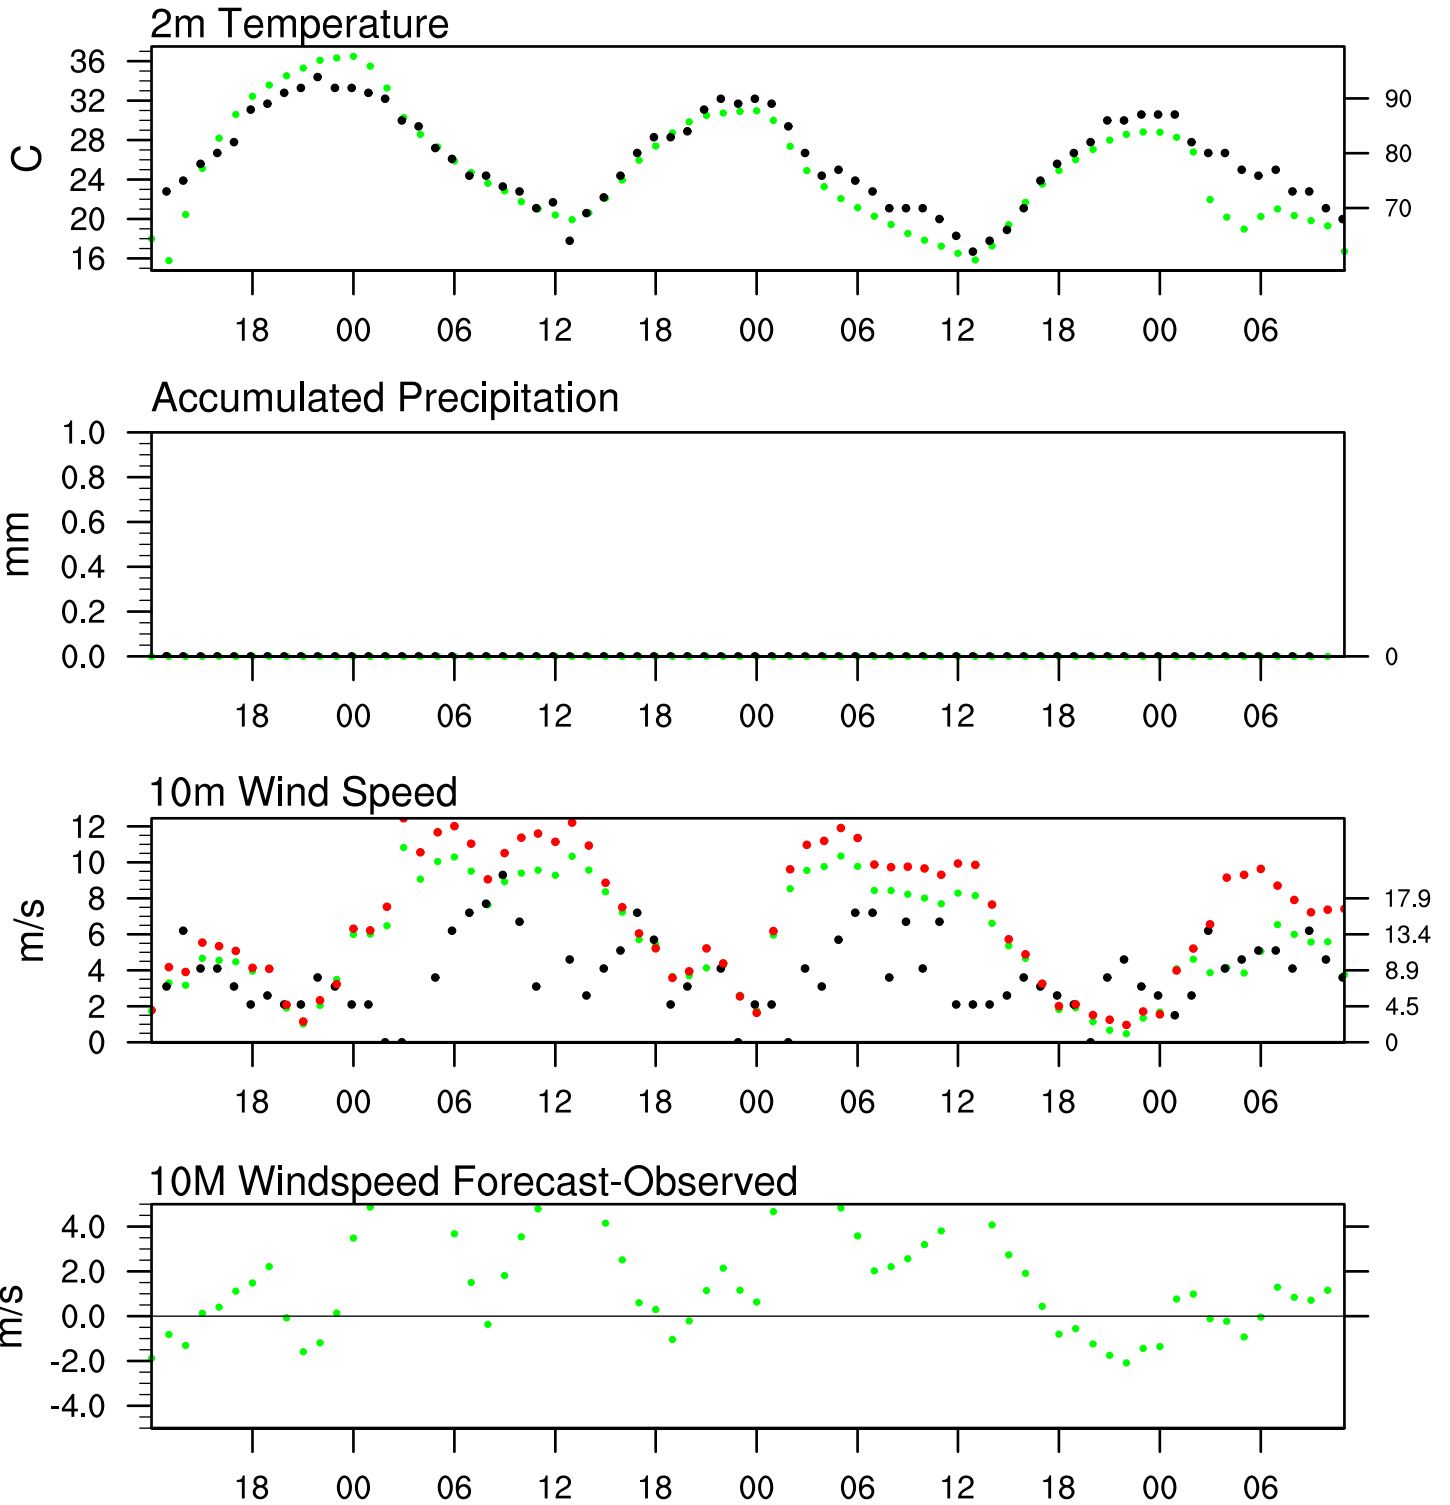 2m Temperature
36
32
28
24
20
16
C
90
80
70
18 00 06 12 18 00 06 12 18 00 06
Accumulated Precipitation
1.0
0.8
0.6
0.4
0.2
0.0
mm
0
18 00 06 12 18 00 06 12 18 00 06
10m Wind Speed
12
10
8
6
4
2
0
m/s
17.9
13.4
8.9
4.5
0
18 00 06 12 18 00 06 12 18 00 06
10M Windspeed Forecast-Observed
4.0
2.0
0.0
-2.0
-4.0
m/s
18 00 06 12 18 00 06 12 18 00 06